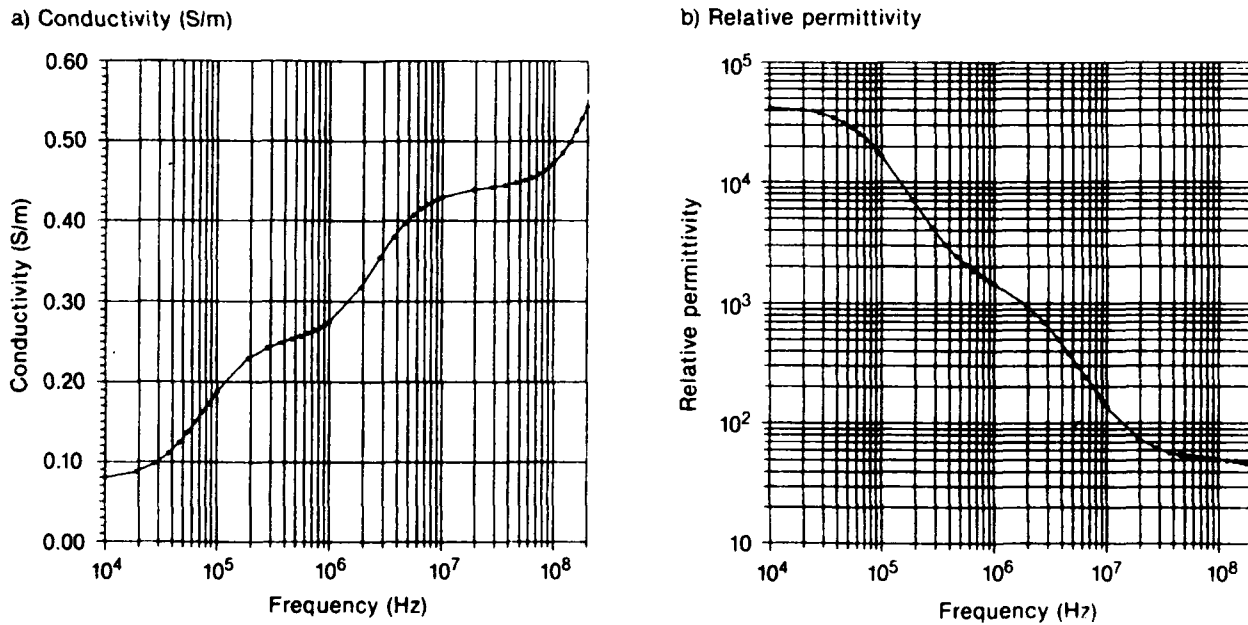 a) Conductivity (S/m)
0.60
0.50
0.40
0.30
0.20
0.10
0.00
Conductivity (S/m)
10⁴ 10⁵ 10⁶ 10⁷ 10⁸
Frequency (Hz)
b) Relative permittivity
10⁵
10⁴
10³
10²
10
Relative permittivity
10⁴ 10⁵ 10⁶ 10⁷ 10⁸
Frequency (Hz)